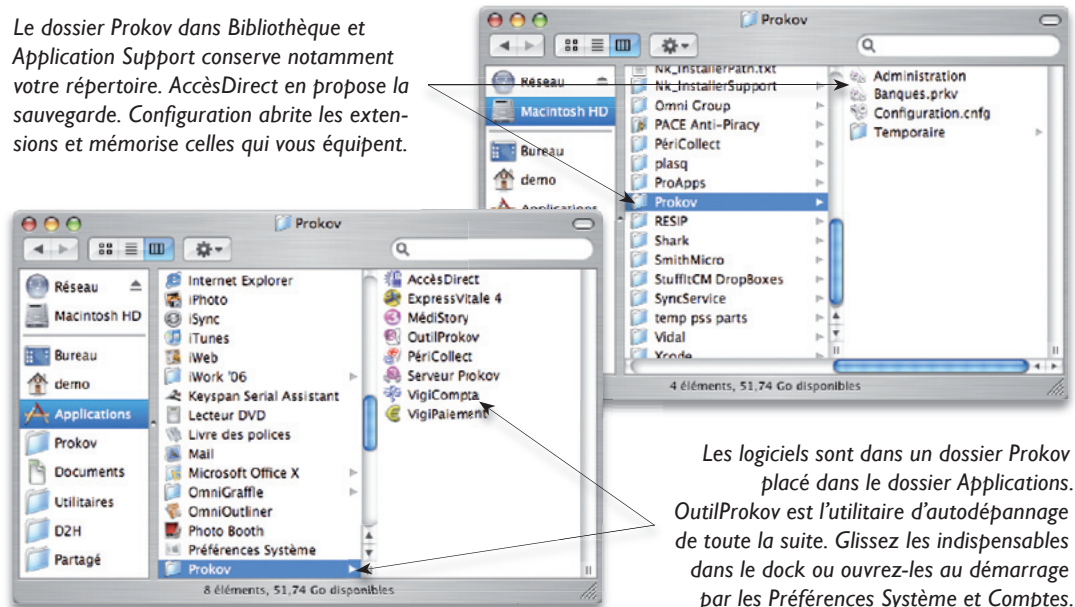 Le dossier Prokov dans Bibliothèque et
Application Support conserve notamment
votre répertoire. AccèsDirect en propose la
sauvegarde. Configuration abrite les exten-
sions et mémorise celles qui vous équipent.
Prokov
Réseau
Macintosh HD
Bureau
demo
Applications
Nk_InstallerPath.txt
Nk_InstallerSupport
Omni Group
PACE Anti-Piracy
PériCollect
plasq
ProApps
Prokov
RESIP
Shark
SmithMicro
StuffItCM DropBoxes
SyncService
temp pss parts
Vidal
Xcode
Administration
Banques.prkv
Configuration.cnfg
Temporaire
4 éléments, 51,74 Go disponibles
Prokov
Réseau
Macintosh HD
Bureau
demo
Applications
Prokov
Documents
Utilitaires
D2H
Partagé
Internet Explorer
iPhoto
iSync
iTunes
iWeb
iWork '06
Keyspan Serial Assistant
Lecteur DVD
Livre des polices
Mail
Microsoft Office X
OmniGraffle
OmniOutliner
Photo Booth
Préférences Système
Prokov
AccèsDirect
ExpressVitale 4
MédiStory
OutilProkov
PériCollect
Serveur Prokov
VigiCompta
VigiPaiement
8 éléments, 51,74 Go disponibles
Les logiciels sont dans un dossier Prokov
placé dans le dossier Applications.
OutilProkov est l'utilitaire d'autodépannage
de toute la suite. Glissez les indispensables
dans le dock ou ouvrez-les au démarrage
par les Préférences Système et Comptes.